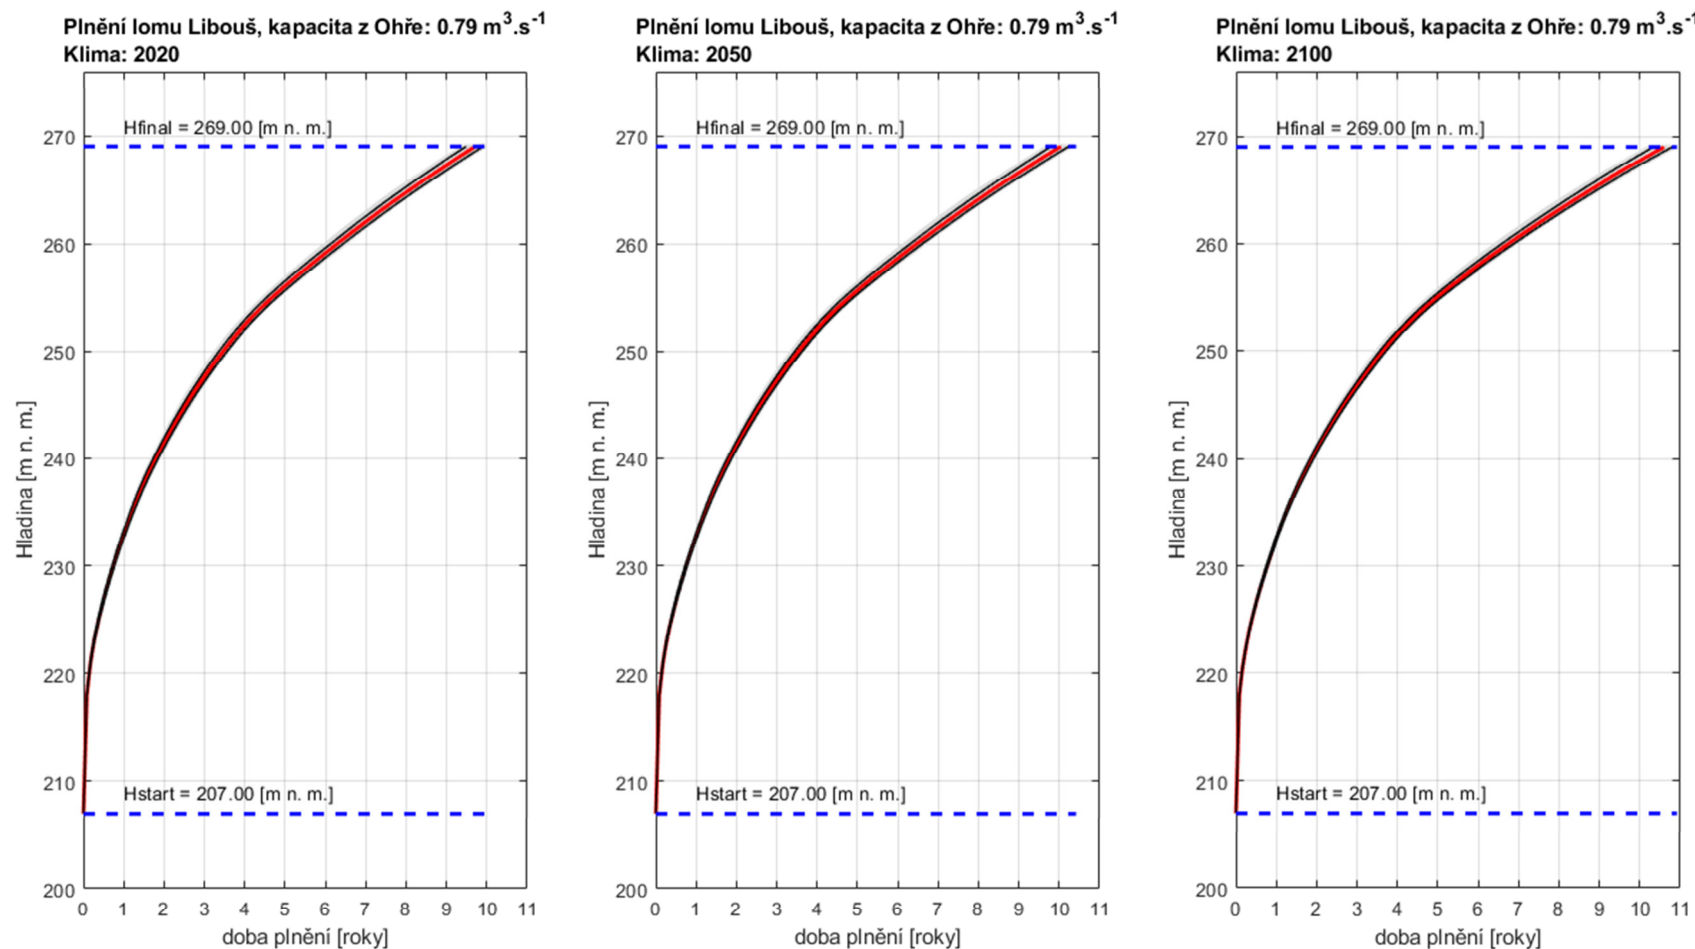 Plnění lomu Libouš, kapacita z Ohře: 0.79 m³.s⁻¹
Klima: 2020
Hfinal = 269.00 [m n. m.]
Hstart = 207.00 [m n. m.]
270
260
250
240
230
220
210
200
Hladina [m n. m.]
0 1 2 3 4 5 6 7 8 9 10 11
doba plnění [roky]
Plnění lomu Libouš, kapacita z Ohře: 0.79 m³.s⁻¹
Klima: 2050
Hfinal = 269.00 [m n. m.]
Hstart = 207.00 [m n. m.]
270
260
250
240
230
220
210
200
Hladina [m n. m.]
0 1 2 3 4 5 6 7 8 9 10 11
doba plnění [roky]
Plnění lomu Libouš, kapacita z Ohře: 0.79 m³.s⁻¹
Klima: 2100
Hfinal = 269.00 [m n. m.]
Hstart = 207.00 [m n. m.]
270
260
250
240
230
220
210
200
Hladina [m n. m.]
0 1 2 3 4 5 6 7 8 9 10 11
doba plnění [roky]